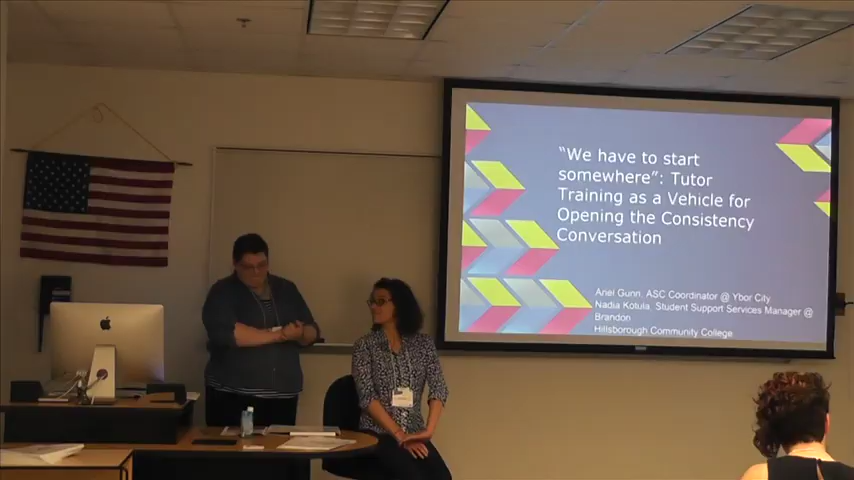 "We have to start
somewhere": Tutor
Training as a Vehicle for
Opening the Consistency
Conversation
Anel Gunn, ASC Coordinator @ Ybor City
Nadia Kotula, Student Support Services Manager @
Brandon
Hillsborough Community College